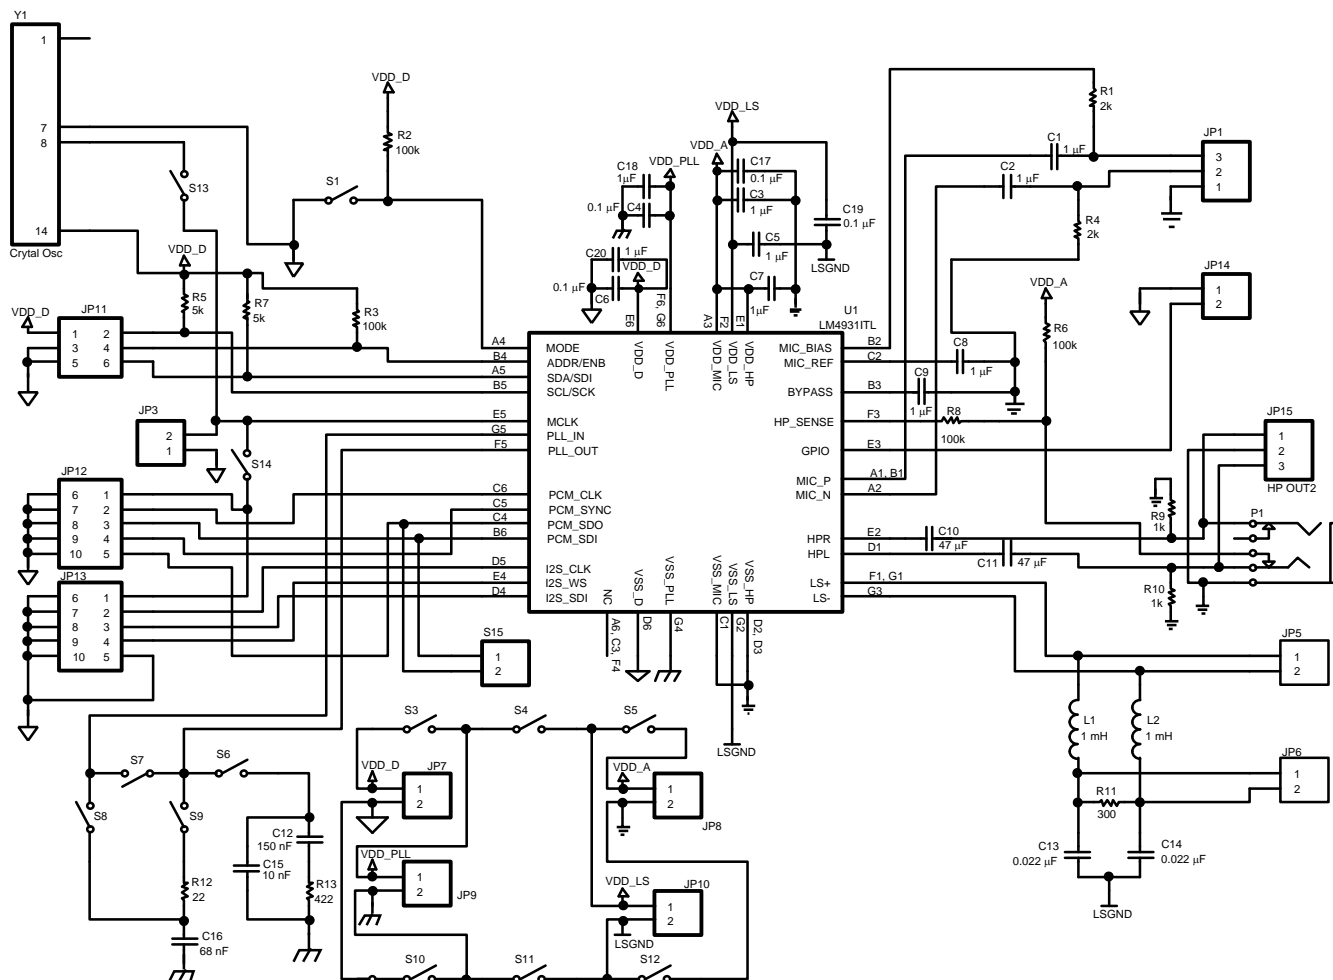 Y1
1
7
8
14
Crytal Osc
S13
VDD_D
R2
100k
S1
VDD_D
R5
5k
R7
5k
R3
100k
VDD_D
JP11
1 2
3 4
5 6
JP3
2
1
S14
JP12
6 1
7 2
8 3
9 4
10 5
JP13
6 1
7 2
8 3
9 4
10 5
C18
1µF
VDD_PLL
0.1 µF
C4
C20
1 µF
VDD_D
0.1 µF
C6
VDD_LS
VDD_A
C17
0.1 µF
C3
1 µF
C19
0.1 µF
C5
1 µF
LSGND
C7
1µF
E6
F6, G6
A3
F2
E1
U1
LM4931ITL
A4
B4
A5
B5
E5
G5
F5
C6
C5
C4
B6
D5
E4
D4
MODE
ADDR/ENB
SDA/SDI
SCL/SCK
MCLK
PLL_IN
PLL_OUT
PCM_CLK
PCM_SYNC
PCM_SDO
PCM_SDI
I2S_CLK
I2S_WS
I2S_SDI
VDD_D
VDD_PLL
VDD_MIC
VDD_LS
VDD_HP
MIC_BIAS
MIC_REF
BYPASS
HP_SENSE
GPIO
MIC_P
MIC_N
HPR
HPL
LS+
LS-
NC
VSS_D
VSS_PLL
VSS_MIC
VSS_LS
VSS_HP
B2
C2
B3
F3
E3
A1, B1
A2
E2
D1
F1, G1
G3
A6, C3, F4
D6
G4
C1
G2
D2, D3
LSGND
R1
2k
C1
1 µF
C2
1 µF
R4
2k
JP1
3
2
1
JP14
1
2
VDD_A
R6
100k
C8
1 µF
C9
1 µF
R8
100k
JP15
1
2
3
HP OUT2
P1
R9
1k
C10
47 µF
C11
47 µF
R10
1k
JP5
1
2
L1
1 mH
L2
1 mH
JP6
1
2
R11
300
C13
0.022 µF
C14
0.022 µF
LSGND
S15
1
2
S7
S6
S8
S9
C12
150 nF
C15
10 nF
R12
22
R13
422
C16
68 nF
S3
S4
S5
VDD_D
JP7
1
2
VDD_A
1
2
JP8
VDD_PLL
1
2
JP9
VDD_LS
JP10
1
2
LSGND
S10
S11
S12